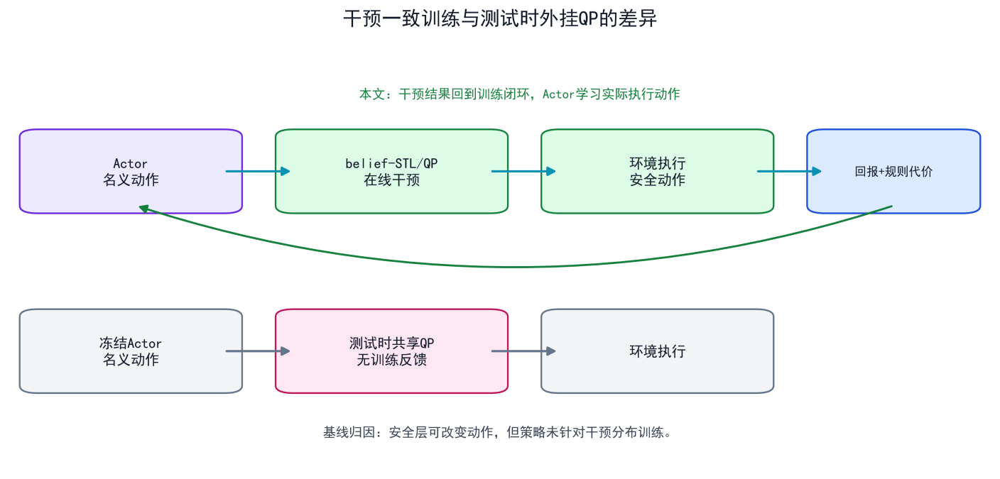 干预一致训练与测试时外挂QP的差异
本文：干预结果回到训练闭环，Actor学习实际执行动作
Actor
名义动作
belief-STL/QP
在线干预
环境执行
安全动作
回报+规则代价
冻结Actor
名义动作
测试时共享QP
无训练反馈
环境执行
基线归因：安全层可改变动作，但策略未针对干预分布训练。